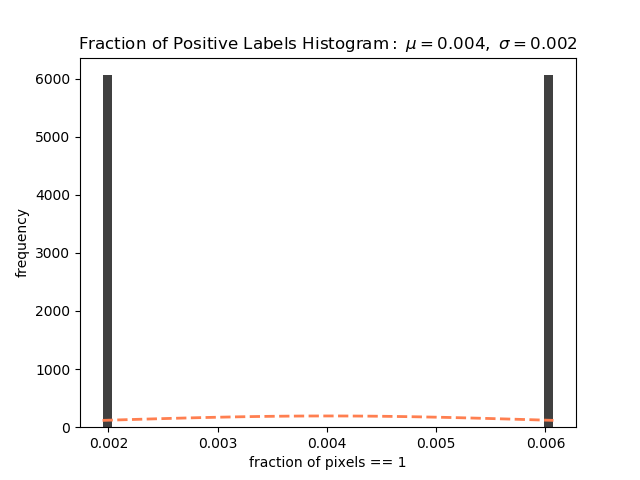 Fraction of Positive Labels Histogram: μ = 0.004, σ = 0.002
6000
5000
4000
3000
2000
1000
0
frequency
0.002 0.003 0.004 0.005 0.006
fraction of pixels == 1